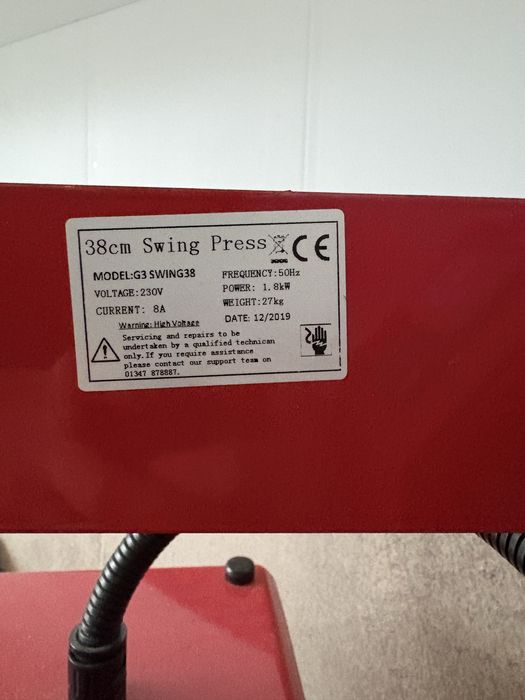 38cm Swing Press CE
MODEL:G3 SWING38
FREQUENCY:50Hz
VOLTAGE:230V
POWER: 1.8kW
CURRENT: 8A
WEIGHT:27kg
DATE: 12/2019
Warning: High Voltage
Servicing and repairs to be
undertaken by a qualified technican
only.If you require assistance
please contact our support team on
01347 878887.